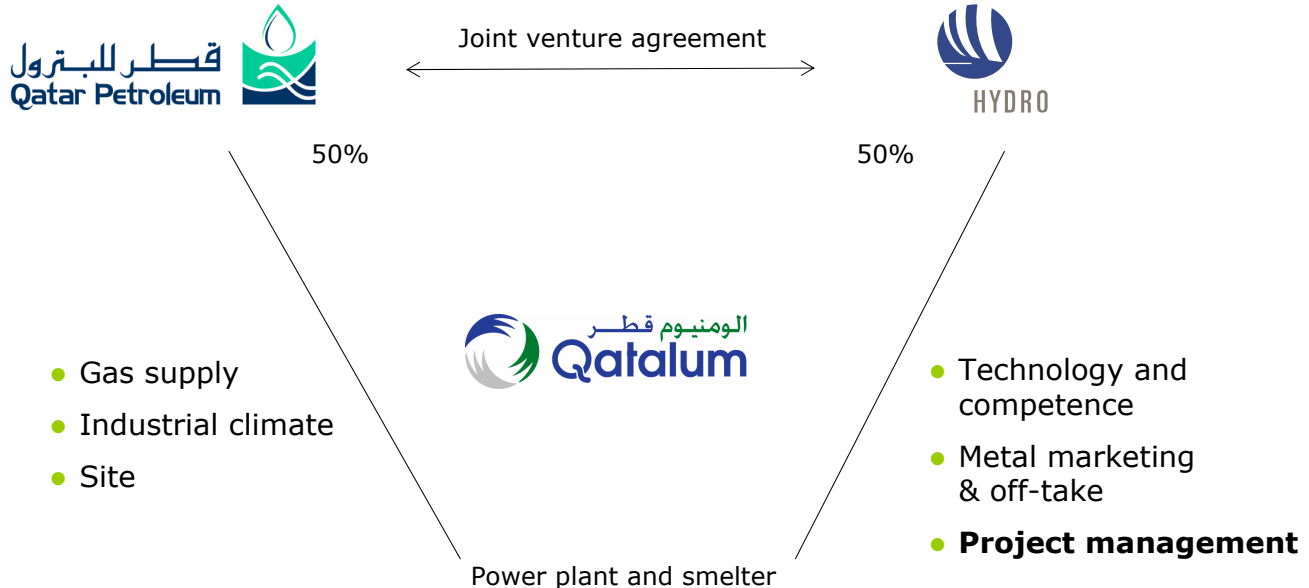 قطر للبترول
Qatar Petroleum
Joint venture agreement
HYDRO
50%
50%
الومنيوم قطر
Qatalum
● Gas supply
● Industrial climate
● Site
● Technology and
competence
● Metal marketing
& off-take
● Project management
Power plant and smelter